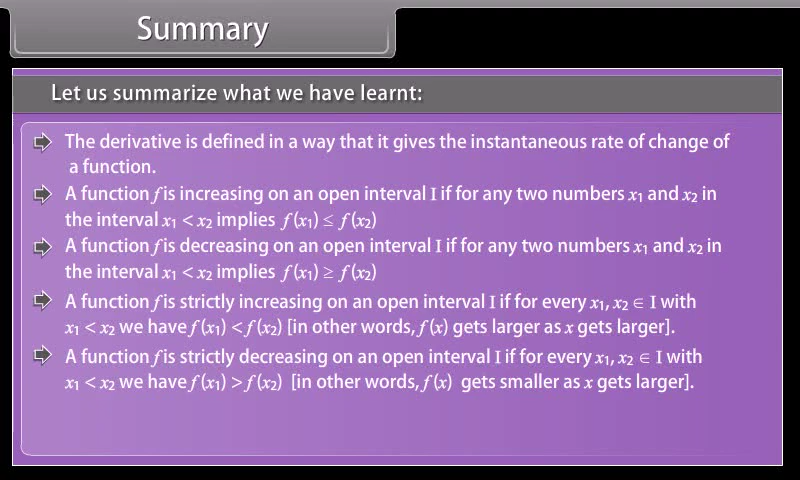 Summary
Let us summarize what we have learnt:
The derivative is defined in a way that it gives the instantaneous rate of change of
a function.
A function f is increasing on an open interval I if for any two numbers x₁ and x₂ in
the interval x₁ < x₂ implies f(x₁) ≤ f(x₂)
A function f is decreasing on an open interval I if for any two numbers x₁ and x₂ in
the interval x₁ < x₂ implies f(x₁) ≥ f(x₂)
A function f is strictly increasing on an open interval I if for every x₁, x₂ ∈ I with
x₁ < x₂ we have f(x₁) < f(x₂) [in other words, f(x) gets larger as x gets larger].
A function f is strictly decreasing on an open interval I if for every x₁, x₂ ∈ I with
x₁ < x₂ we have f(x₁) > f(x₂) [in other words, f(x) gets smaller as x gets larger].